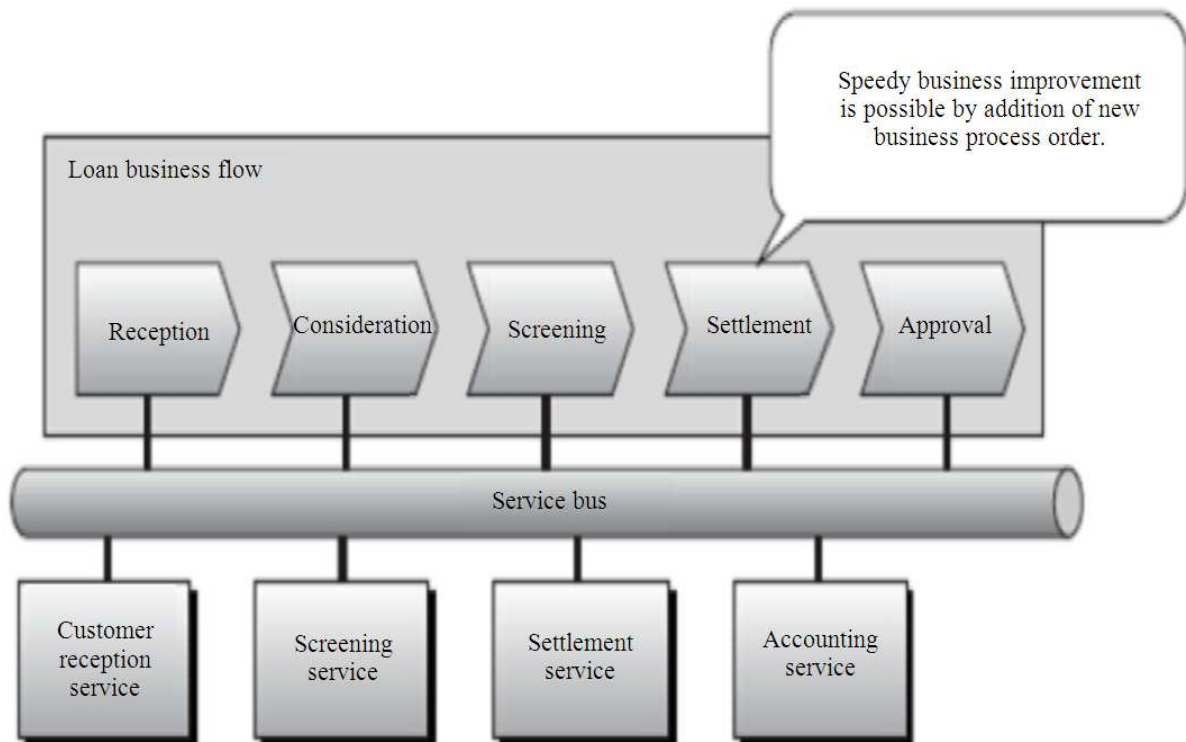 Speedy business improvement
is possible by addition of new
business process order.
Loan business flow
Reception
Consideration
Screening
Settlement
Approval
Service bus
Customer
reception
service
Screening
service
Settlement
service
Accounting
service